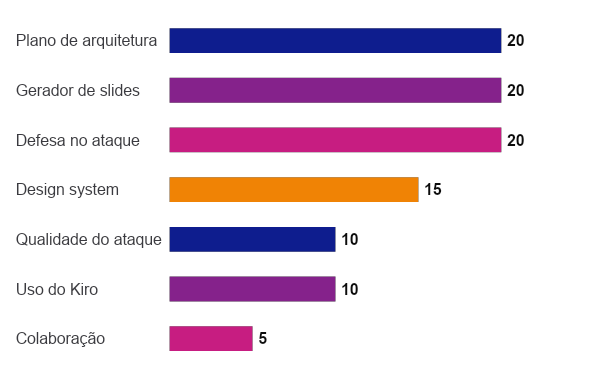 Plano de arquitetura 20
Gerador de slides 20
Defesa no ataque 20
Design system 15
Qualidade do ataque 10
Uso do Kiro 10
Colaboração 5